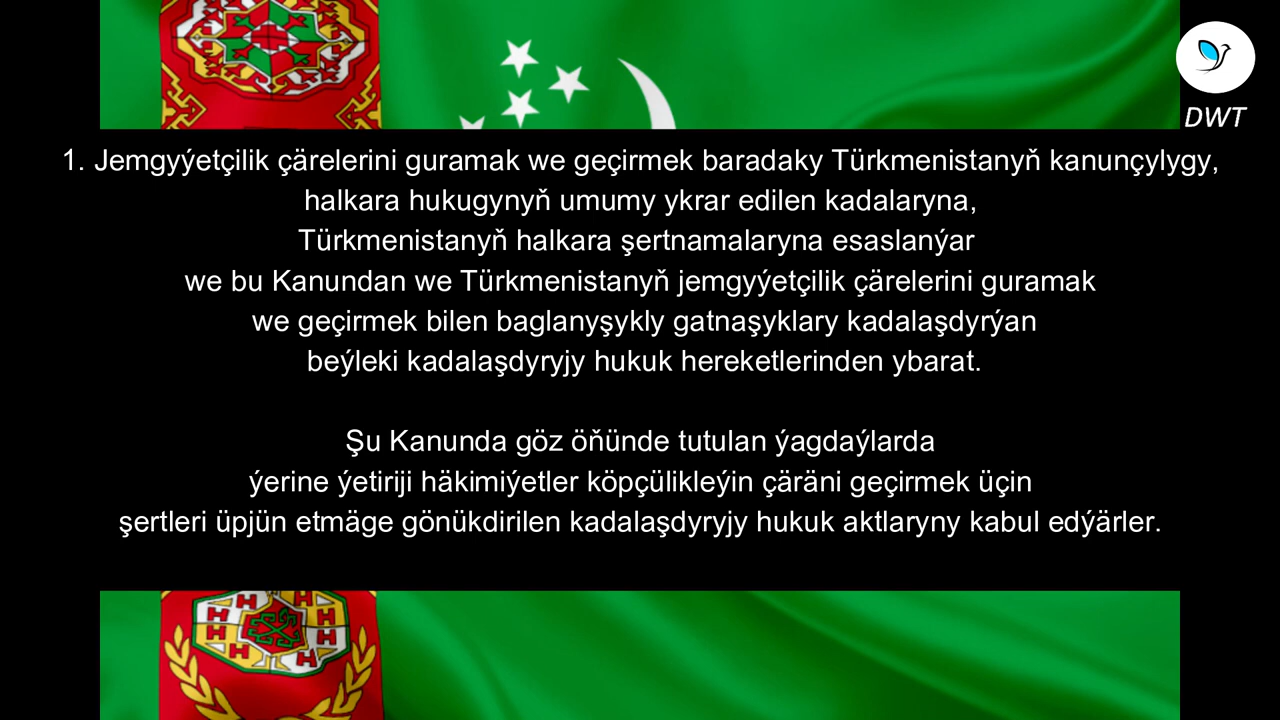 DWT
1. Jemgyýetçilik çärelerini guramak we geçirmek baradaky Türkmenistanyň kanunçylygy,
halkara hukugynyň umumy ykrar edilen kadalaryna,
Türkmenistanyň halkara şertnamalaryna esaslanýar
we bu Kanundan we Türkmenistanyň jemgyýetçilik çärelerini guramak
we geçirmek bilen baglanyşykly gatnaşyklary kadalaşdyrýan
beýleki kadalaşdyryjy hukuk hereketlerinden ybarat.
Şu Kanunda göz öňünde tutulan ýagdaýlarda
ýerine ýetiriji häkimiýetler köpçülikleýin çäräni geçirmek üçin
şertleri üpjün etmäge gönükdirilen kadalaşdyryjy hukuk aktlaryny kabul edýärler.